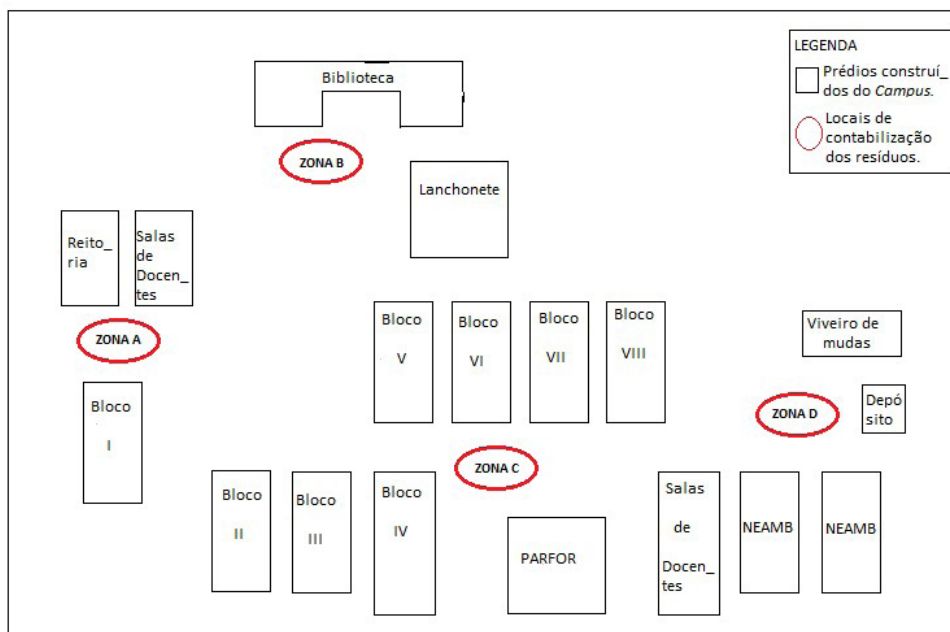 LEGENDA
Prédios construí_
dos do Campus.
Locais de
contabilização
dos resíduos.
Biblioteca
ZONA B
Lanchonete
Reito_
ria
Salas
de
Docen_
tes
ZONA A
Bloco
I
Bloco
V
Bloco
VI
Bloco
VII
Bloco
VIII
Viveiro de
mudas
ZONA D
Depó
sito
ZONA C
Bloco
II
Bloco
III
Bloco
IV
PARFOR
Salas
de
Docen_
tes
NEAMB
NEAMB